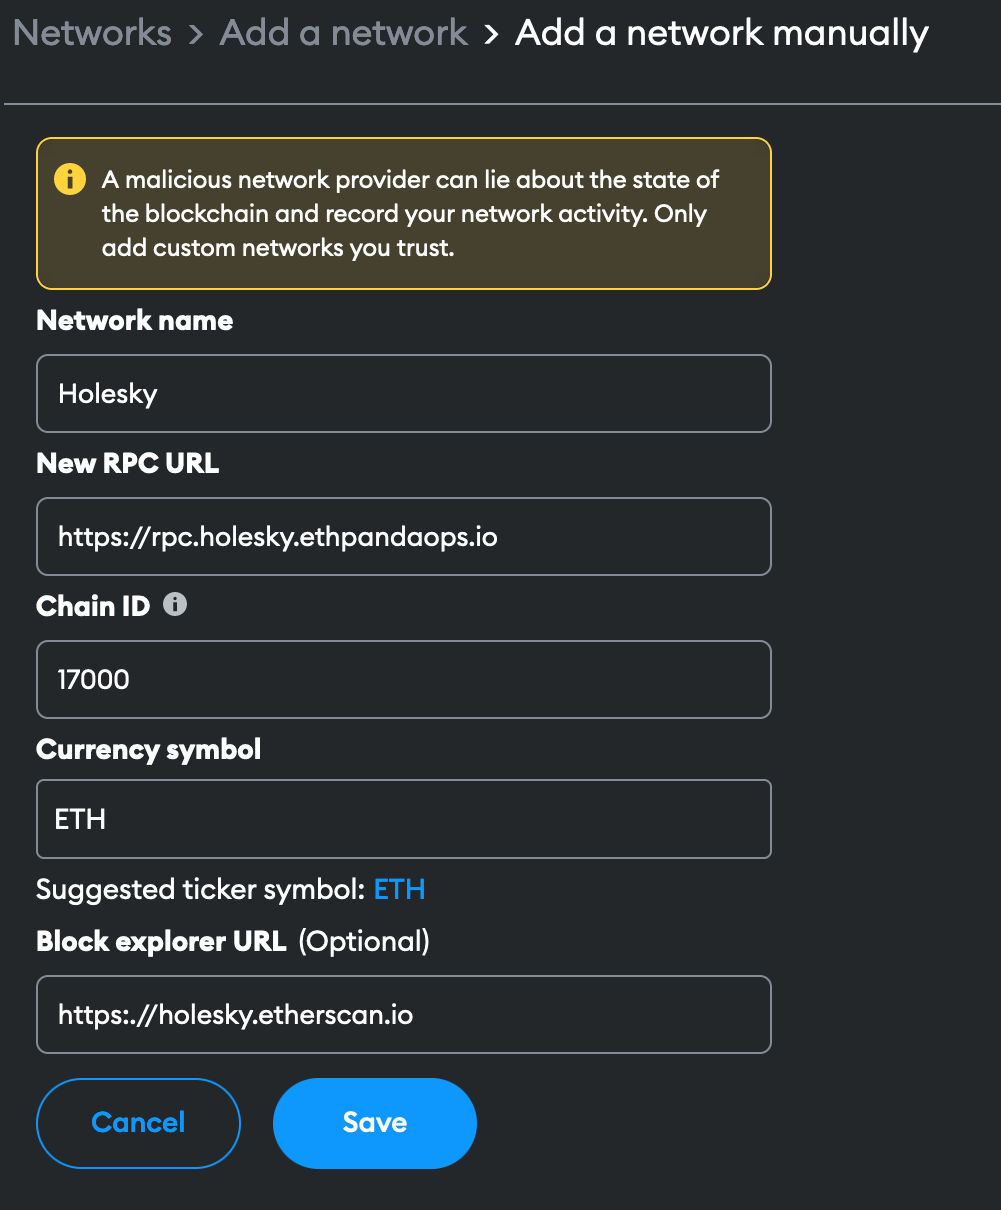 Networks > Add a network > Add a network manually
A malicious network provider can lie about the state of
the blockchain and record your network activity. Only
add custom networks you trust.
Network name
Holesky
New RPC URL
https://rpc.holesky.ethpandaops.io
Chain ID
17000
Currency symbol
ETH
Suggested ticker symbol: ETH
Block explorer URL (Optional)
https:.//holesky.etherscan.io
Cancel
Save